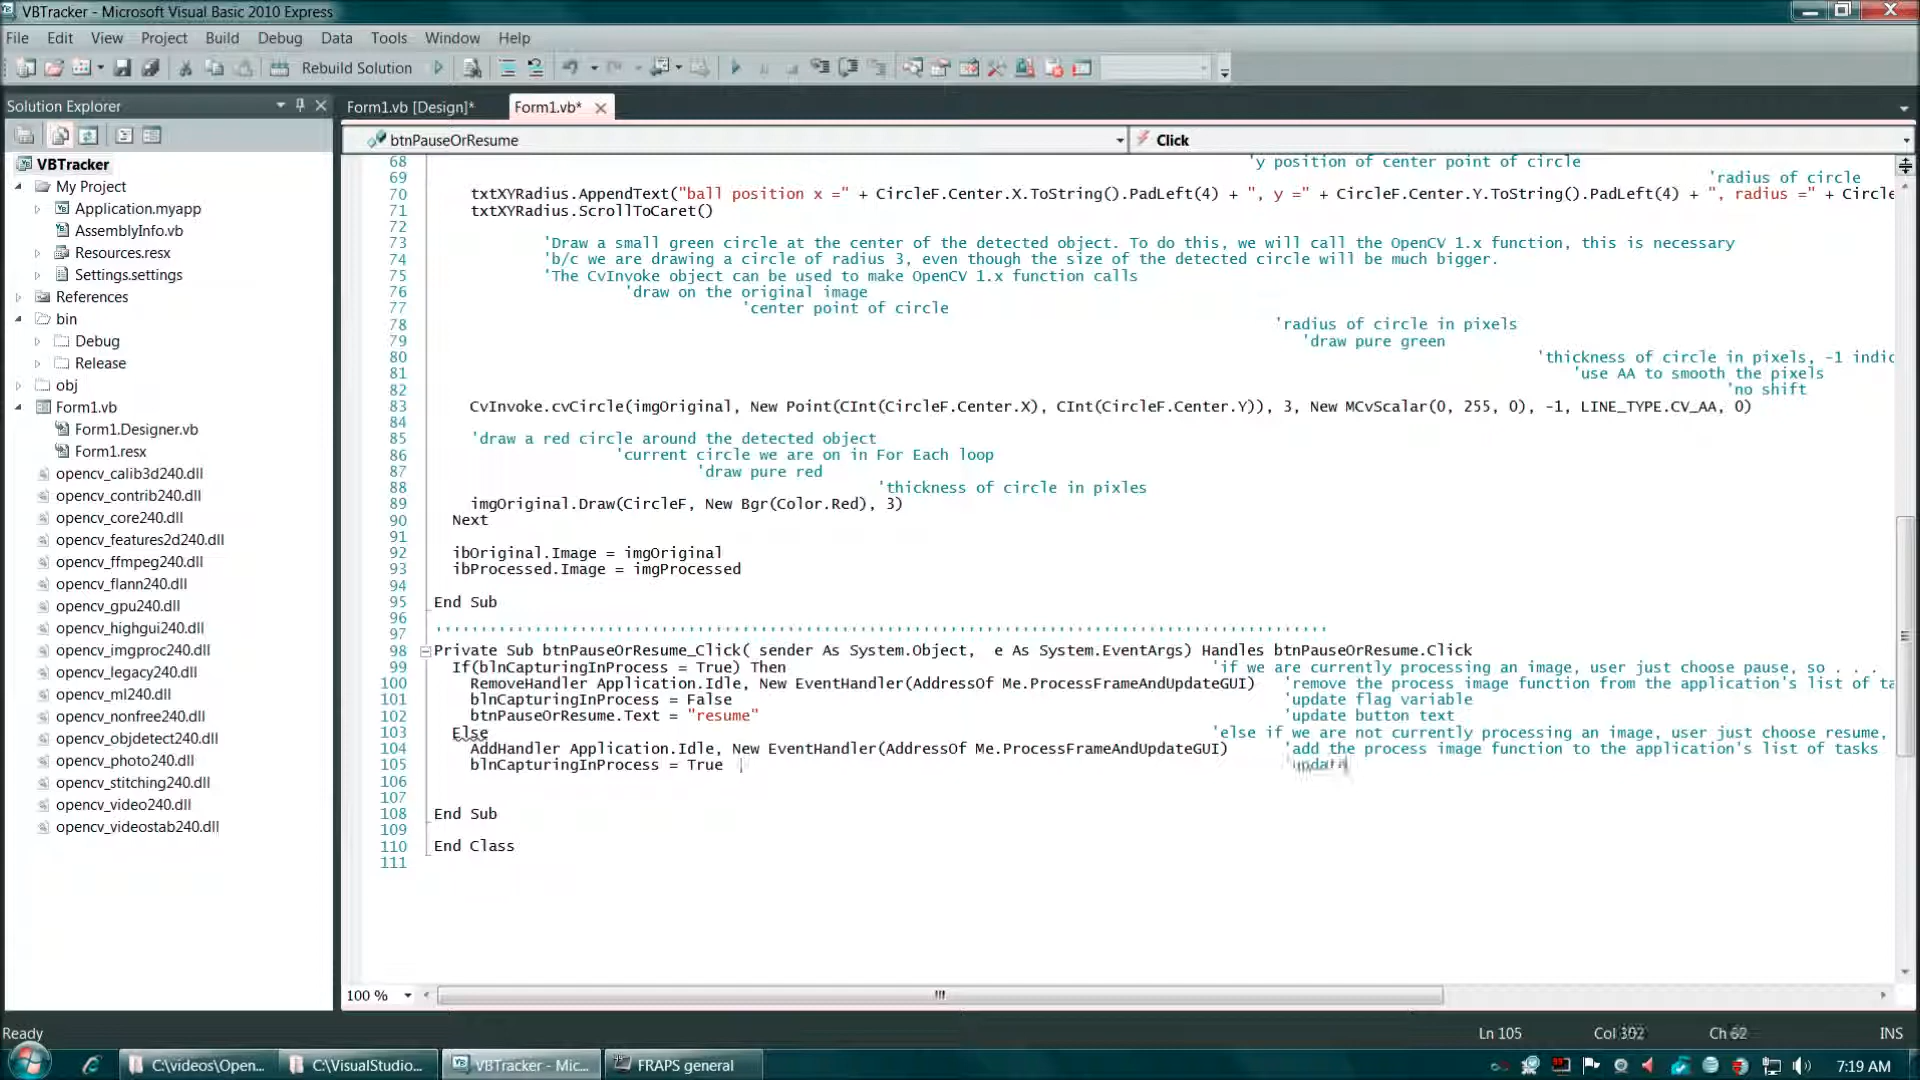 VBTracker - Microsoft Visual Basic 2010 Express
File Edit View Project Build Debug Data Tools Window Help
Rebuild Solution
Solution Explorer
Form1.vb [Design]*
Form1.vb*
btnPauseOrResume
Click
VBTracker
My Project
Application.myapp
AssemblyInfo.vb
Resources.resx
Settings.settings
References
bin
Debug
Release
obj
Form1.vb
Form1.Designer.vb
Form1.resx
opencv_calib3d240.dll
opencv_contrib240.dll
opencv_core240.dll
opencv_features2d240.dll
opencv_ffmpeg240.dll
opencv_flann240.dll
opencv_gpu240.dll
opencv_highgui240.dll
opencv_imgproc240.dll
opencv_legacy240.dll
opencv_ml240.dll
opencv_nonfree240.dll
opencv_objdetect240.dll
opencv_photo240.dll
opencv_stitching240.dll
opencv_video240.dll
opencv_videostab240.dll
68 'y position of center point of circle
69 'radius of circle
70 txtXYRadius.AppendText("ball position x =" + CircleF.Center.X.ToString().PadLeft(4) + ", y =" + CircleF.Center.Y.ToString().PadLeft(4) + ", radius =" + Circle
71 txtXYRadius.ScrollToCaret()
72
73 'Draw a small green circle at the center of the detected object. To do this, we will call the OpenCV 1.x function, this is necessary
74 'b/c we are drawing a circle of radius 3, even though the size of the detected circle will be much bigger.
75 'The CvInvoke object can be used to make OpenCV 1.x function calls
76 'draw on the original image
77 'center point of circle
78 'radius of circle in pixels
79 'draw pure green
80 'thickness of circle in pixels, -1 indic
81 'use AA to smooth the pixels
82 'no shift
83 CvInvoke.cvCircle(imgOriginal, New Point(CInt(CircleF.Center.X), CInt(CircleF.Center.Y)), 3, New MCvScalar(0, 255, 0), -1, LINE_TYPE.CV_AA, 0)
84
85 'draw a red circle around the detected object
86 'current circle we are on in For Each loop
87 'draw pure red
88 'thickness of circle in pixles
89 imgOriginal.Draw(CircleF, New Bgr(Color.Red), 3)
90 Next
91
92 ibOriginal.Image = imgOriginal
93 ibProcessed.Image = imgProcessed
94
95 End Sub
96
97 '''''''''''''''''''''''''''''''''''''''''''''''''''''''''''''''''''''''''''''''''''''''''''''''''''
98 Private Sub btnPauseOrResume_Click( sender As System.Object, e As System.EventArgs) Handles btnPauseOrResume.Click
99 If(blnCapturingInProcess = True) Then 'if we are currently processing an image, user just choose pause, so . . .
100 RemoveHandler Application.Idle, New EventHandler(AddressOf Me.ProcessFrameAndUpdateGUI) 'remove the process image function from the application's list of ta
101 blnCapturingInProcess = False 'update flag variable
102 btnPauseOrResume.Text = "resume" 'update button text
103 Else 'else if we are not currently processing an image, user just choose resume,
104 AddHandler Application.Idle, New EventHandler(AddressOf Me.ProcessFrameAndUpdateGUI) 'add the process image function to the application's list of tasks
105 blnCapturingInProcess = True
106
107
108 End Sub
109
110 End Class
111
100 %
Ready
Ln 105
Ch 62
INS
C:\videos\Open...
C:\VisualStudio...
VBTracker - Mic...
FRAPS general
7:19 AM